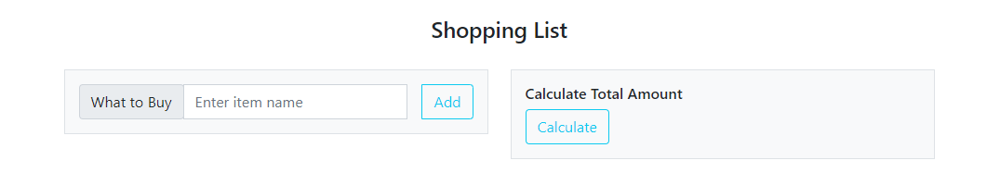 Shopping List
What to Buy Enter item name Add
Calculate Total Amount
Calculate